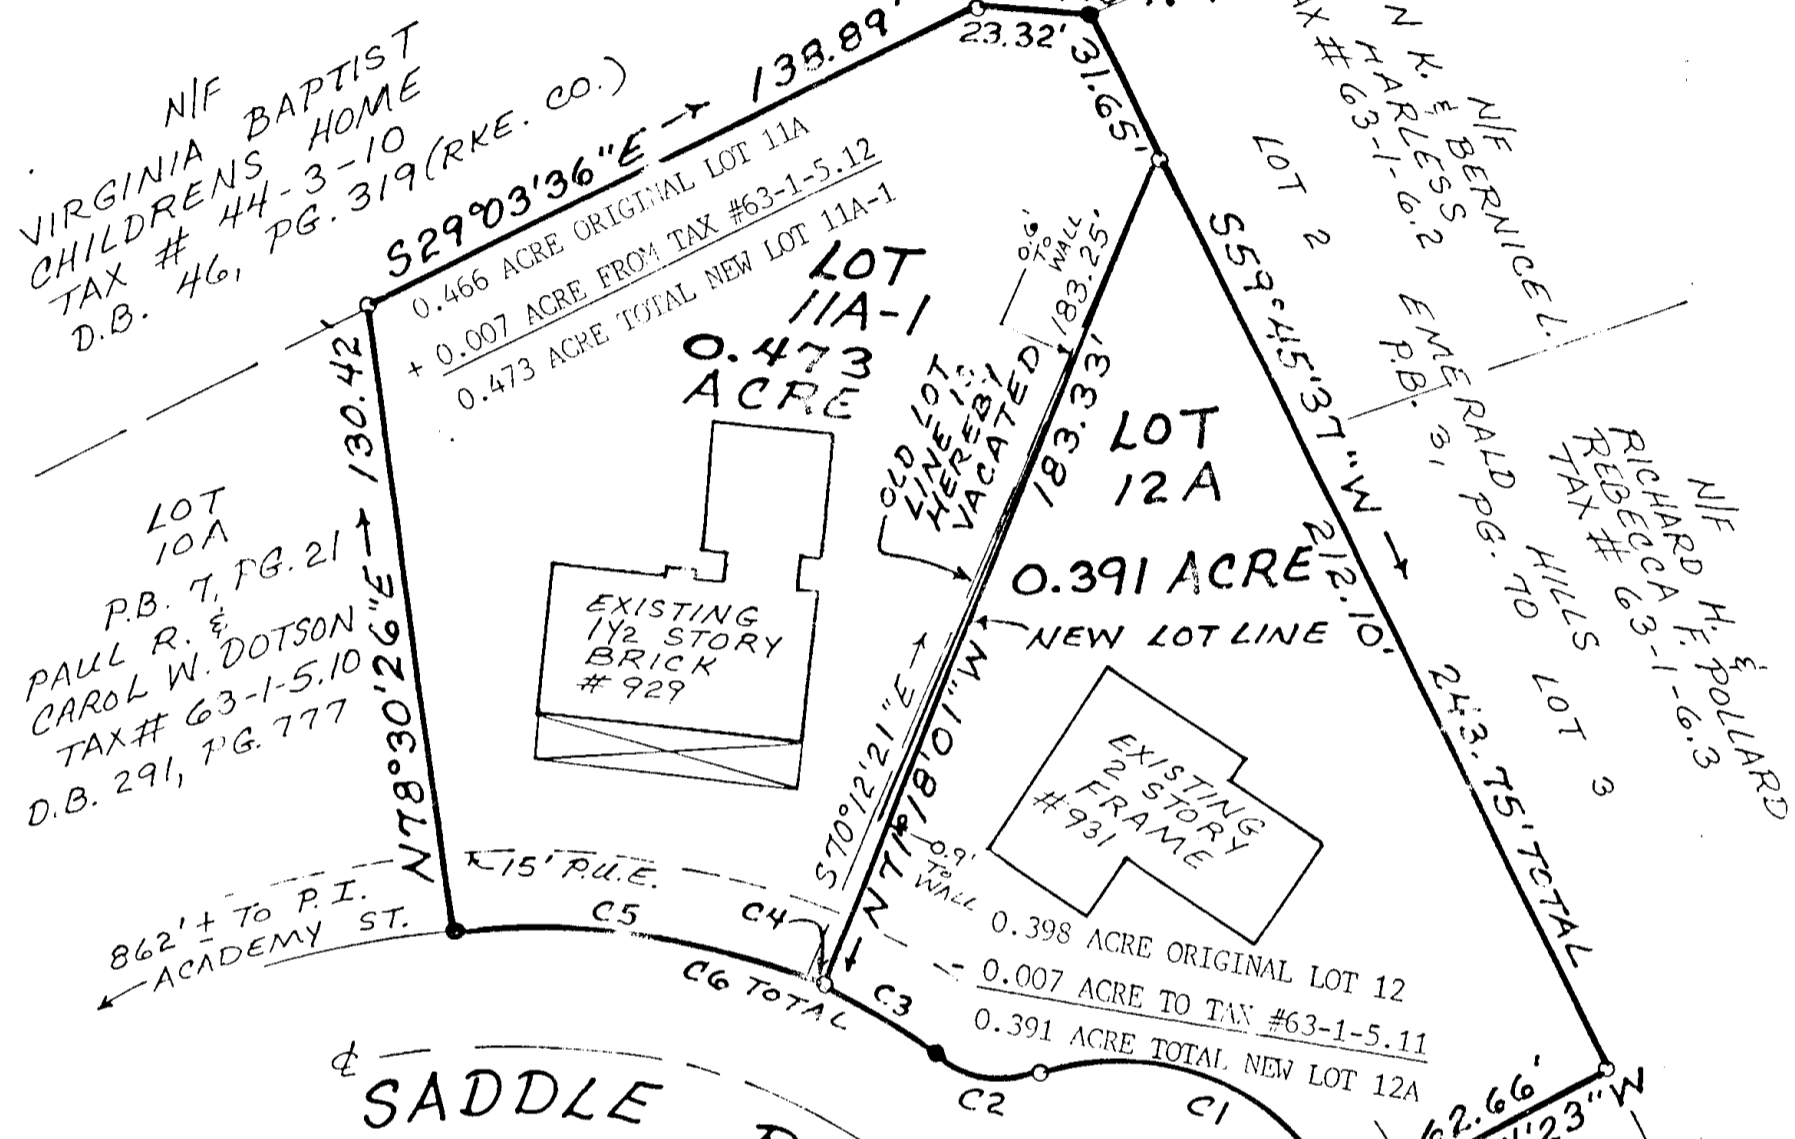 N/F
VIRGINIA BAPTIST
CHILDRENS HOME
TAX # 44-3-10
D.B. 46, PG. 319 (RKE. CO.)
S29°03'36"E → 138.89'
23.32'
31.65'
0.466 ACRE ORIGINAL LOT 11A
+ 0.007 ACRE FROM TAX #63-1-5.12
0.473 ACRE TOTAL NEW LOT 11A-1
LOT
11A-1
0.473
ACRE
0.6'
TO
WALL
183.25'
183.33'
OLD LOT
LINE IS
HEREBY
VACATED
LOT
12A
0.391 ACRE
NEW LOT LINE
S59°45'37"W →
212.10'
243.75' TOTAL
N/F
N K. & BERNICE L.
HARLESS
TAX # 63-1-6.2
LOT 2
EMERALD HILLS
P.B. 3, PG. 70
LOT 3
N/F
RICHARD H. &
REBECCA F. POLLARD
TAX # 63-1-6.3
LOT
10A
P.B. 7, PG. 21
PAUL R. &
CAROL W. DOTSON
TAX# 63-1-5.10
D.B. 291, PG. 777
N78°30'26"E → 130.42'
EXISTING
1 1/2 STORY
BRICK
# 929
S70°12'21"E →
N71°18'01"W
0.9'
TO
WALL
EXISTING
2 STORY
FRAME
#931
15' P.U.E.
862'± TO P.I.
ACADEMY ST.
C5
C4
C6 TOTAL
C3
C2
C1
0.398 ACRE ORIGINAL LOT 12
- 0.007 ACRE TO TAX #63-1-5.11
0.391 ACRE TOTAL NEW LOT 12A
℄
SADDLE
62.66'
23"W